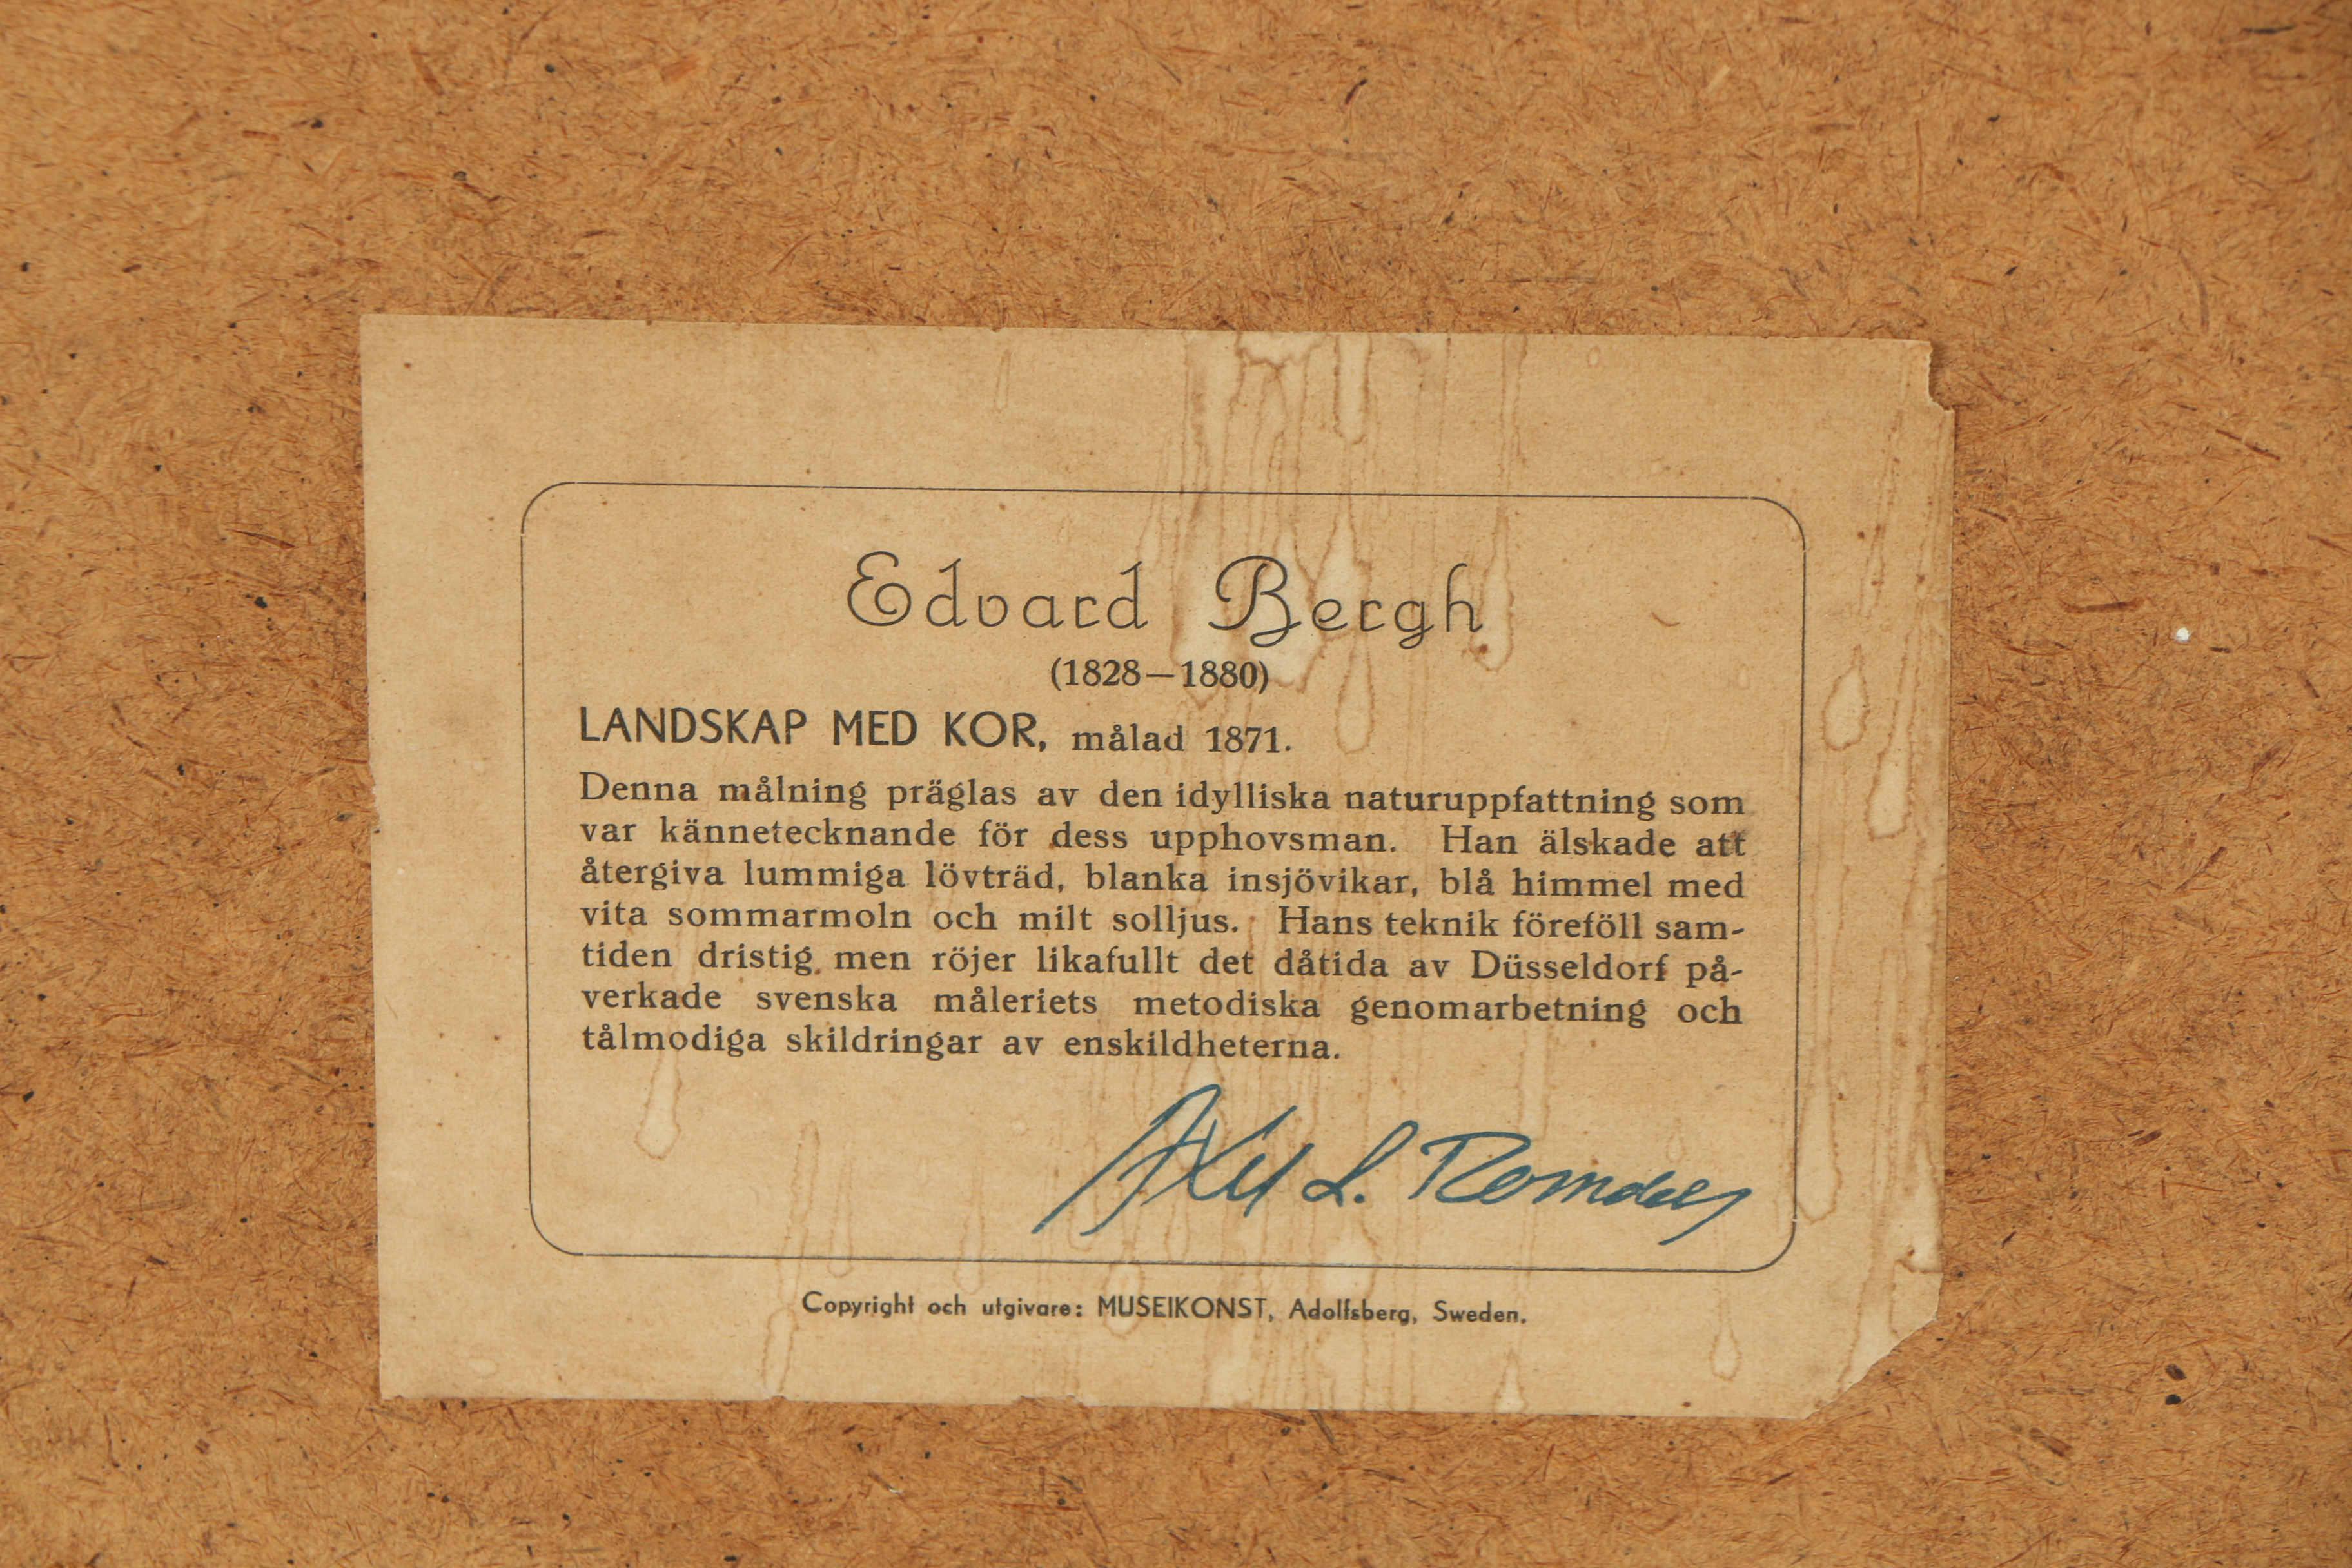 Edvard Bergh
(1828—1880)
LANDSKAP MED KOR, målad 1871.
Denna målning präglas av den idylliska naturuppfattning som
var kännetecknande för dess upphovsman. Han älskade att
återgiva lummiga lövträd, blanka insjövikar, blå himmel med
vita sommarmoln och milt solljus. Hans teknik föreföll sam-
tiden dristig men röjer likafullt det dåtida av Düsseldorf på-
verkade svenska måleriets metodiska genomarbetning och
tålmodiga skildringar av enskildheterna.
Axel L. Romdahl
Copyright och utgivare: MUSEIKONST, Adolfsberg, Sweden.